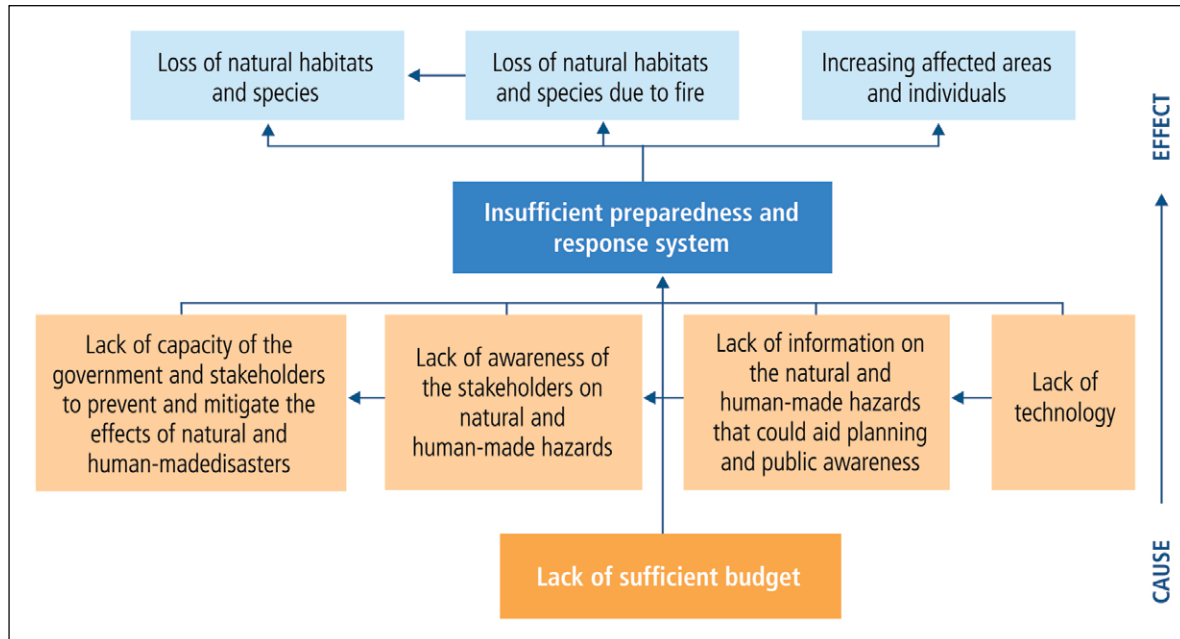 Loss of natural habitats
and species
Loss of natural habitats
and species due to fire
Increasing affected areas
and individuals
EFFECT
Insufficient preparedness and
response system
Lack of capacity of the
government and stakeholders
to prevent and mitigate the
effects of natural and
human-madedisasters
Lack of awareness of
the stakeholders on
natural and
human-made hazards
Lack of information on
the natural and
human-made hazards
that could aid planning
and public awareness
Lack of
technology
Lack of sufficient budget
CAUSE